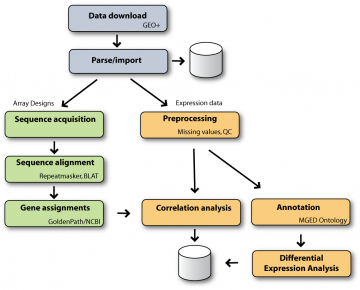 Data download
GEO+
Parse/import
Array Designs
Expression data
Sequence acquisition
Preprocessing
Missing values, QC
Sequence alignment
Repeatmasker, BLAT
Gene assignments
GoldenPath/NCBI
Correlation analysis
Annotation
MGED Ontology
Differential
Expression Analysis